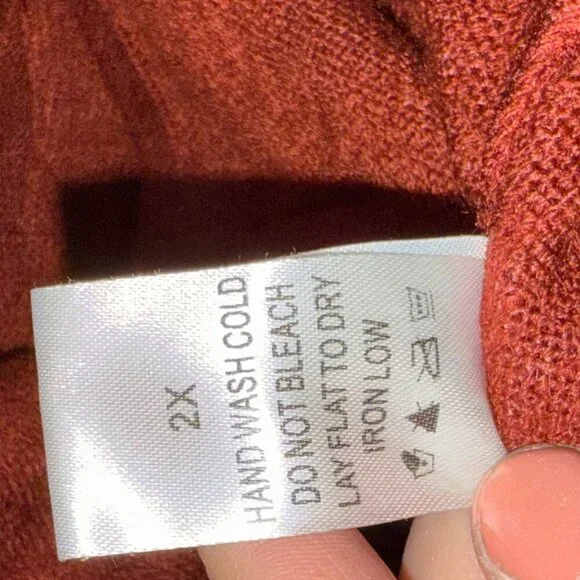 2X
HAND WASH COLD
DO NOT BLEACH
LAY FLAT TO DRY
IRON LOW